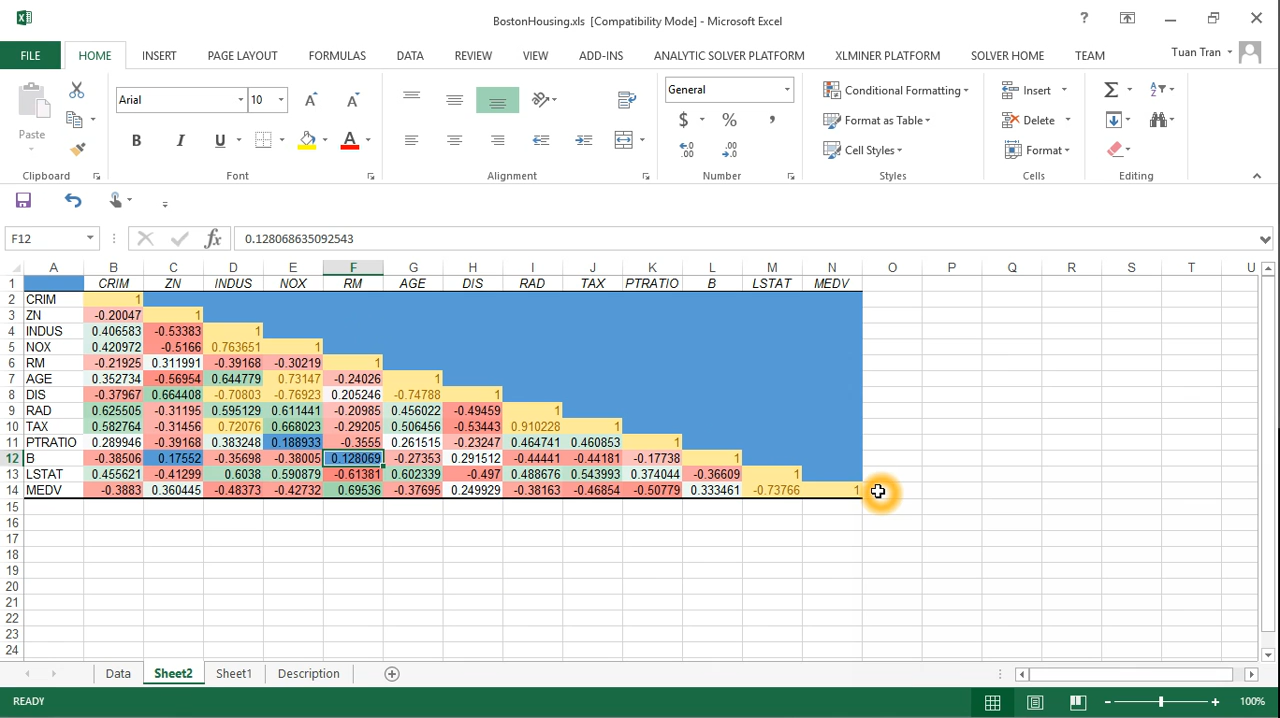 BostonHousing.xls [Compatibility Mode] - Microsoft Excel
?
FILE HOME INSERT PAGE LAYOUT FORMULAS DATA REVIEW VIEW ADD-INS ANALYTIC SOLVER PLATFORM XLMINER PLATFORM SOLVER HOME TEAM Tuan Tran
Paste
Arial 10
B I U A
General
$ % ,
Conditional Formatting
Format as Table
Cell Styles
Insert
Delete
Format
Clipboard Font Alignment Number Styles Cells Editing
F12 fx 0.128068635092543
A B C D E F G H I J K L M N O P Q R S T U
1 CRIM ZN INDUS NOX RM AGE DIS RAD TAX PTRATIO B LSTAT MEDV
2 CRIM 1
3 ZN -0.20047 1
4 INDUS 0.406583 -0.53383 1
5 NOX 0.420972 -0.5166 0.763651 1
6 RM -0.21925 0.311991 -0.39168 -0.30219 1
7 AGE 0.352734 -0.56954 0.644779 0.73147 -0.24026 1
8 DIS -0.37967 0.664408 -0.70803 -0.76923 0.205246 -0.74788 1
9 RAD 0.625505 -0.31195 0.595129 0.611441 -0.20985 0.456022 -0.49459 1
10 TAX 0.582764 -0.31456 0.72076 0.668023 -0.29205 0.506456 -0.53443 0.910228 1
11 PTRATIO 0.289946 -0.39168 0.383248 0.188933 -0.3555 0.261515 -0.23247 0.464741 0.460853 1
12 B -0.38506 0.17552 -0.35698 -0.38005 0.128069 -0.27353 0.291512 -0.44441 -0.44181 -0.17738 1
13 LSTAT 0.455621 -0.41299 0.6038 0.590879 -0.61381 0.602339 -0.497 0.488676 0.543993 0.374044 -0.36609 1
14 MEDV -0.3883 0.360445 -0.48373 -0.42732 0.69536 -0.37695 0.249929 -0.38163 -0.46854 -0.50779 0.333461 -0.73766 1
15
16
17
18
19
20
21
22
23
24
Data Sheet2 Sheet1 Description
READY 100%